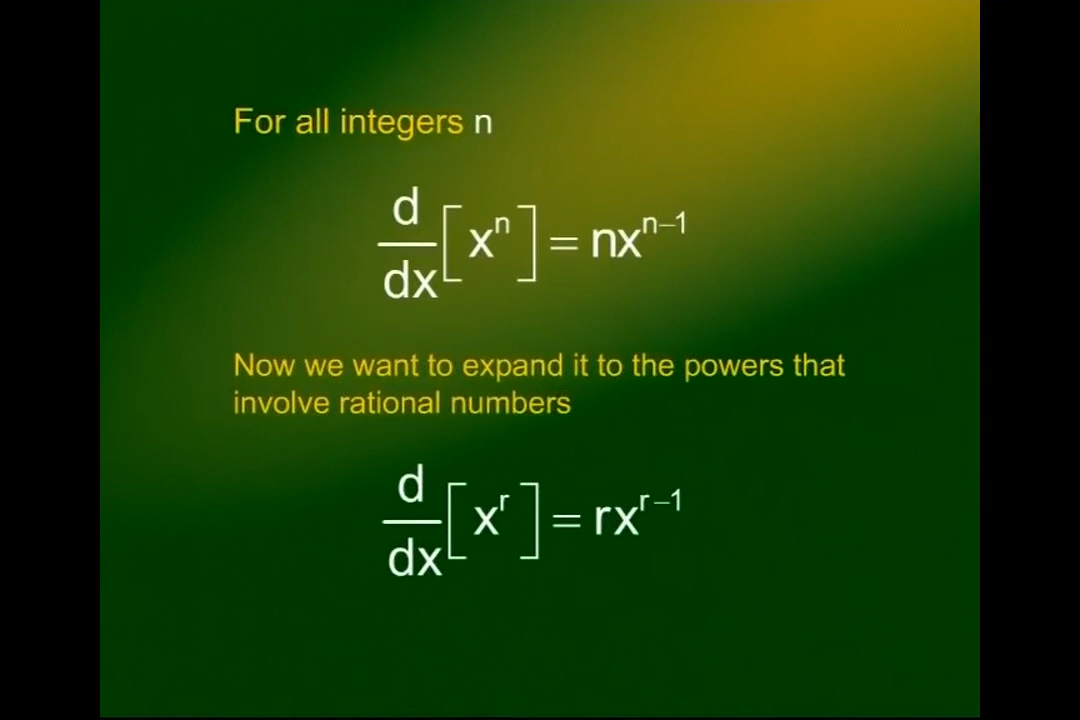 For all integers n
d/dx [xⁿ] = nxⁿ⁻¹
Now we want to expand it to the powers that
involve rational numbers
d/dx [xʳ] = rxʳ⁻¹